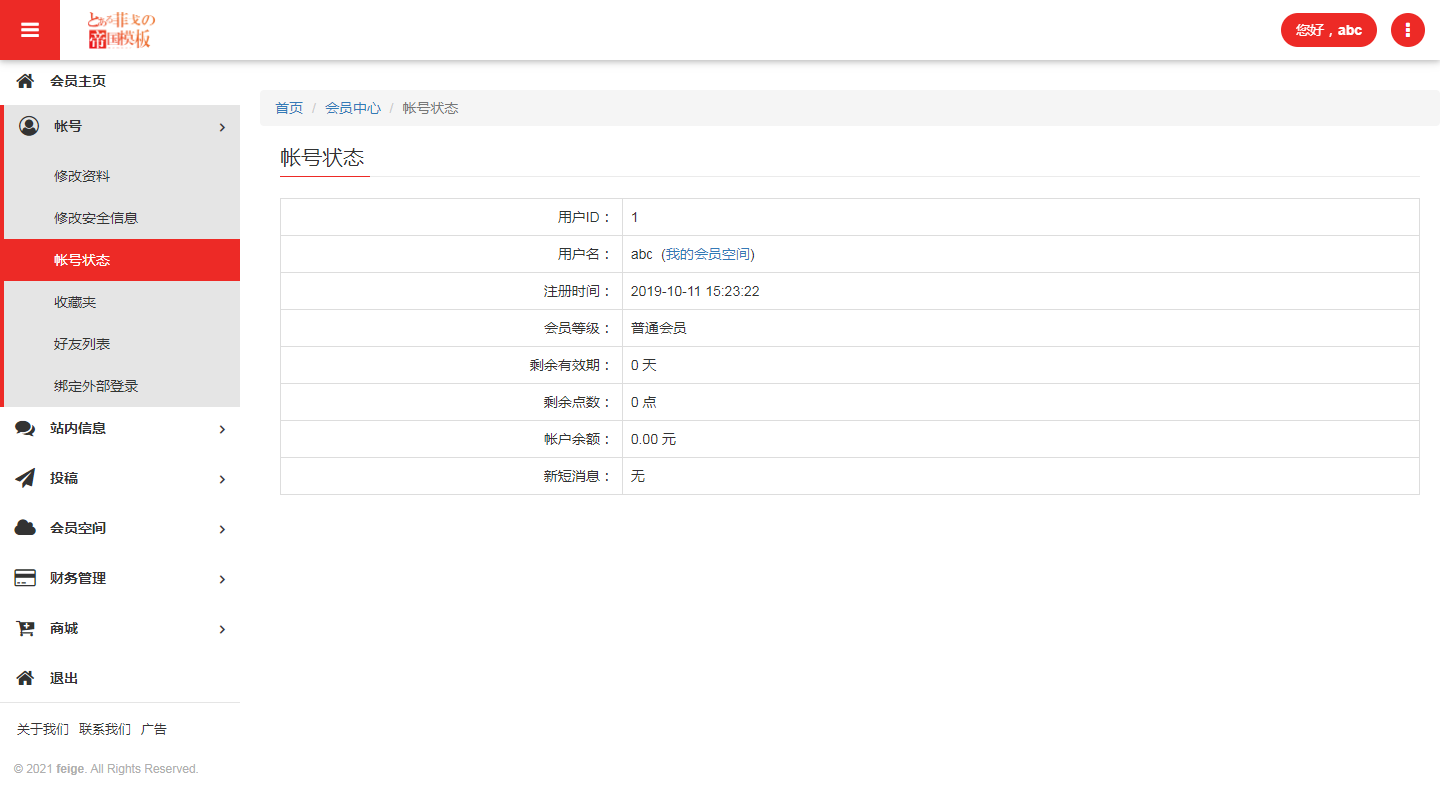 とある菲戈の
帝国模板
您好，abc
会员主页
帐号
修改资料
修改安全信息
帐号状态
收藏夹
好友列表
绑定外部登录
站内信息
投稿
会员空间
财务管理
商城
退出
关于我们 联系我们 广告
© 2021 feige. All Rights Reserved.
首页 / 会员中心 / 帐号状态
帐号状态
用户ID： 1
用户名： abc (我的会员空间)
注册时间： 2019-10-11 15:23:22
会员等级： 普通会员
剩余有效期： 0 天
剩余点数： 0 点
帐户余额： 0.00 元
新短消息： 无